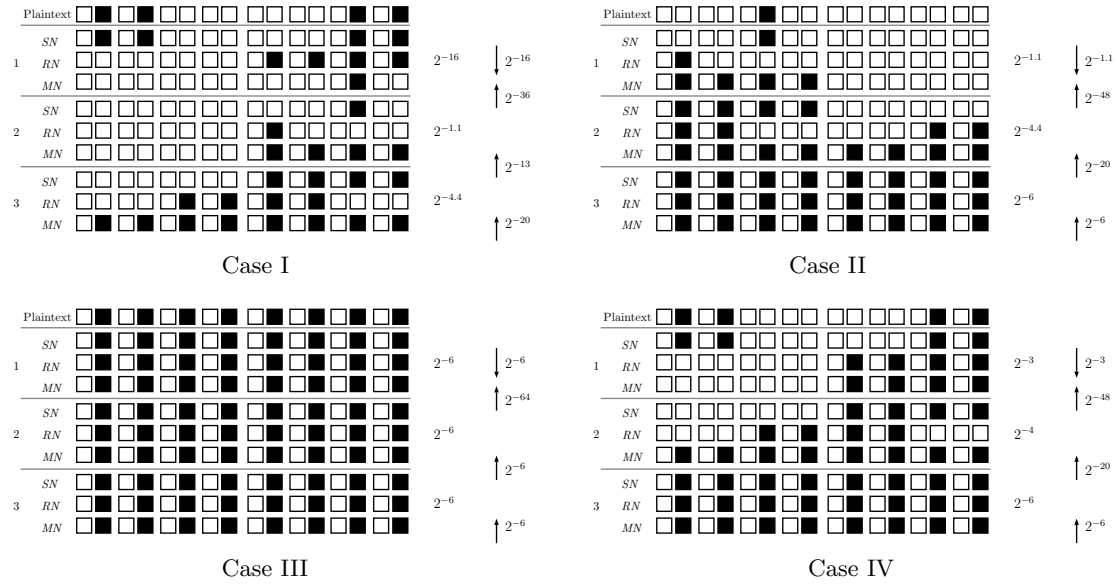 Plaintext
SN
1 RN 2^{-16} 2^{-16}
MN
2^{-36}
SN
2 RN 2^{-1.1}
MN
2^{-13}
SN
3 RN 2^{-4.4}
MN 2^{-20}
Case I
Plaintext
SN
1 RN 2^{-1.1} 2^{-1.1}
MN
2^{-48}
SN
2 RN 2^{-4.4}
MN
2^{-20}
SN
3 RN 2^{-6}
MN 2^{-6}
Case II
Plaintext
SN
1 RN 2^{-6} 2^{-6}
MN
2^{-64}
SN
2 RN 2^{-6}
MN
2^{-6}
SN
3 RN 2^{-6}
MN 2^{-6}
Case III
Plaintext
SN
1 RN 2^{-3} 2^{-3}
MN
2^{-48}
SN
2 RN 2^{-4}
MN
2^{-20}
SN
3 RN 2^{-6}
MN 2^{-6}
Case IV